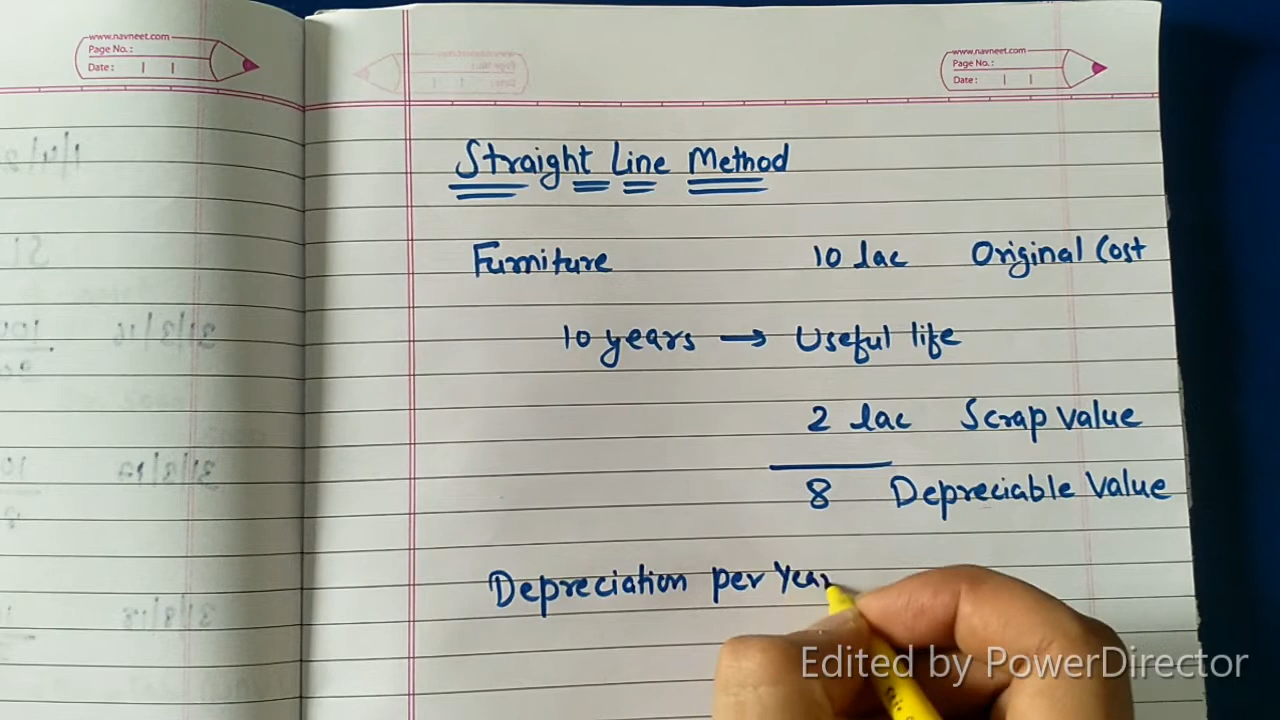 www.navneet.com
Page No.:
Date:
www.navneet.com
Page No.:
Date:
Straight Line Method
Furniture 10 lac Original Cost
10 years → Useful life
2 lac Scrap value
8 Depreciable Value
Depreciation per Year
Edited by PowerDirector